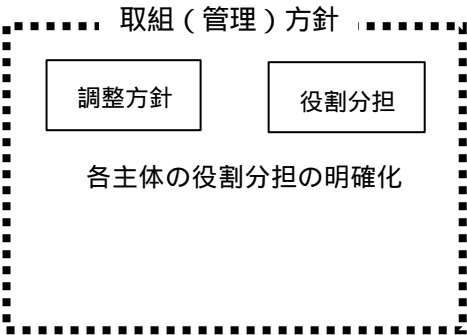 取組（管理）方針
調整方針
役割分担
各主体の役割分担の明確化